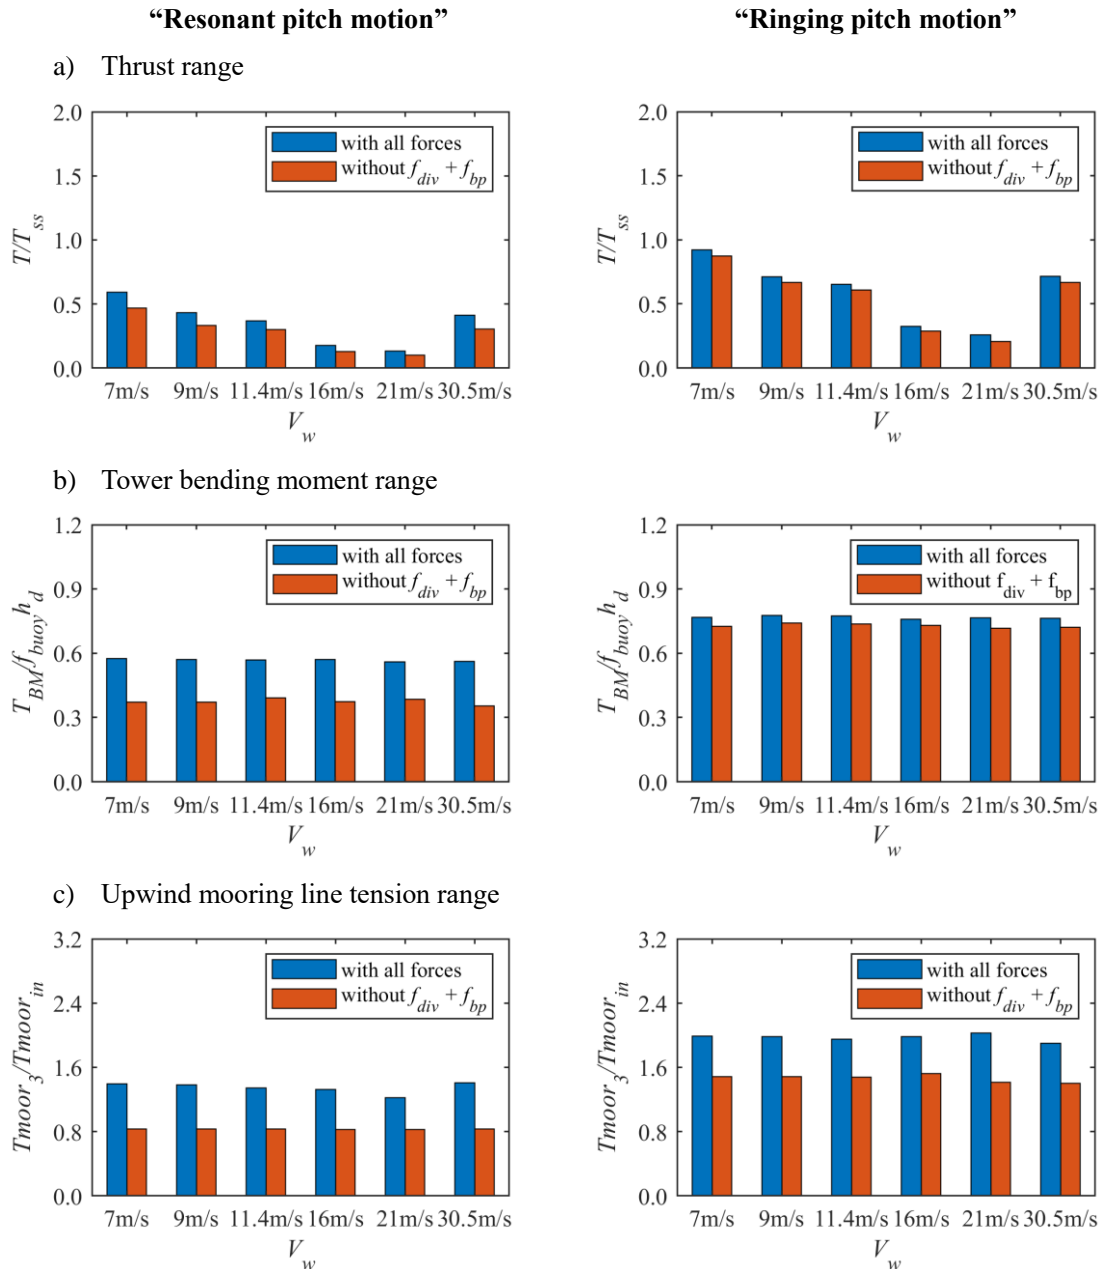 “Resonant pitch motion”
“Ringing pitch motion”
a) Thrust range
2.0
1.5
1.0
0.5
0.0
T/T_ss
with all forces
without f_div + f_bp
7m/s 9m/s 11.4m/s 16m/s 21m/s 30.5m/s
V_w
2.0
1.5
1.0
0.5
0.0
T/T_ss
with all forces
without f_div + f_bp
7m/s 9m/s 11.4m/s 16m/s 21m/s 30.5m/s
V_w
b) Tower bending moment range
1.2
0.9
0.6
0.3
0.0
T_BM/f_buoy h_d
with all forces
without f_div + f_bp
7m/s 9m/s 11.4m/s 16m/s 21m/s 30.5m/s
V_w
1.2
0.9
0.6
0.3
0.0
T_BM/f_buoy h_d
with all forces
without f_div + f_bp
7m/s 9m/s 11.4m/s 16m/s 21m/s 30.5m/s
V_w
c) Upwind mooring line tension range
3.2
2.4
1.6
0.8
0.0
Tmoor_3/Tmoor_in
with all forces
without f_div + f_bp
7m/s 9m/s 11.4m/s 16m/s 21m/s 30.5m/s
V_w
3.2
2.4
1.6
0.8
0.0
Tmoor_3/Tmoor_in
with all forces
without f_div + f_bp
7m/s 9m/s 11.4m/s 16m/s 21m/s 30.5m/s
V_w